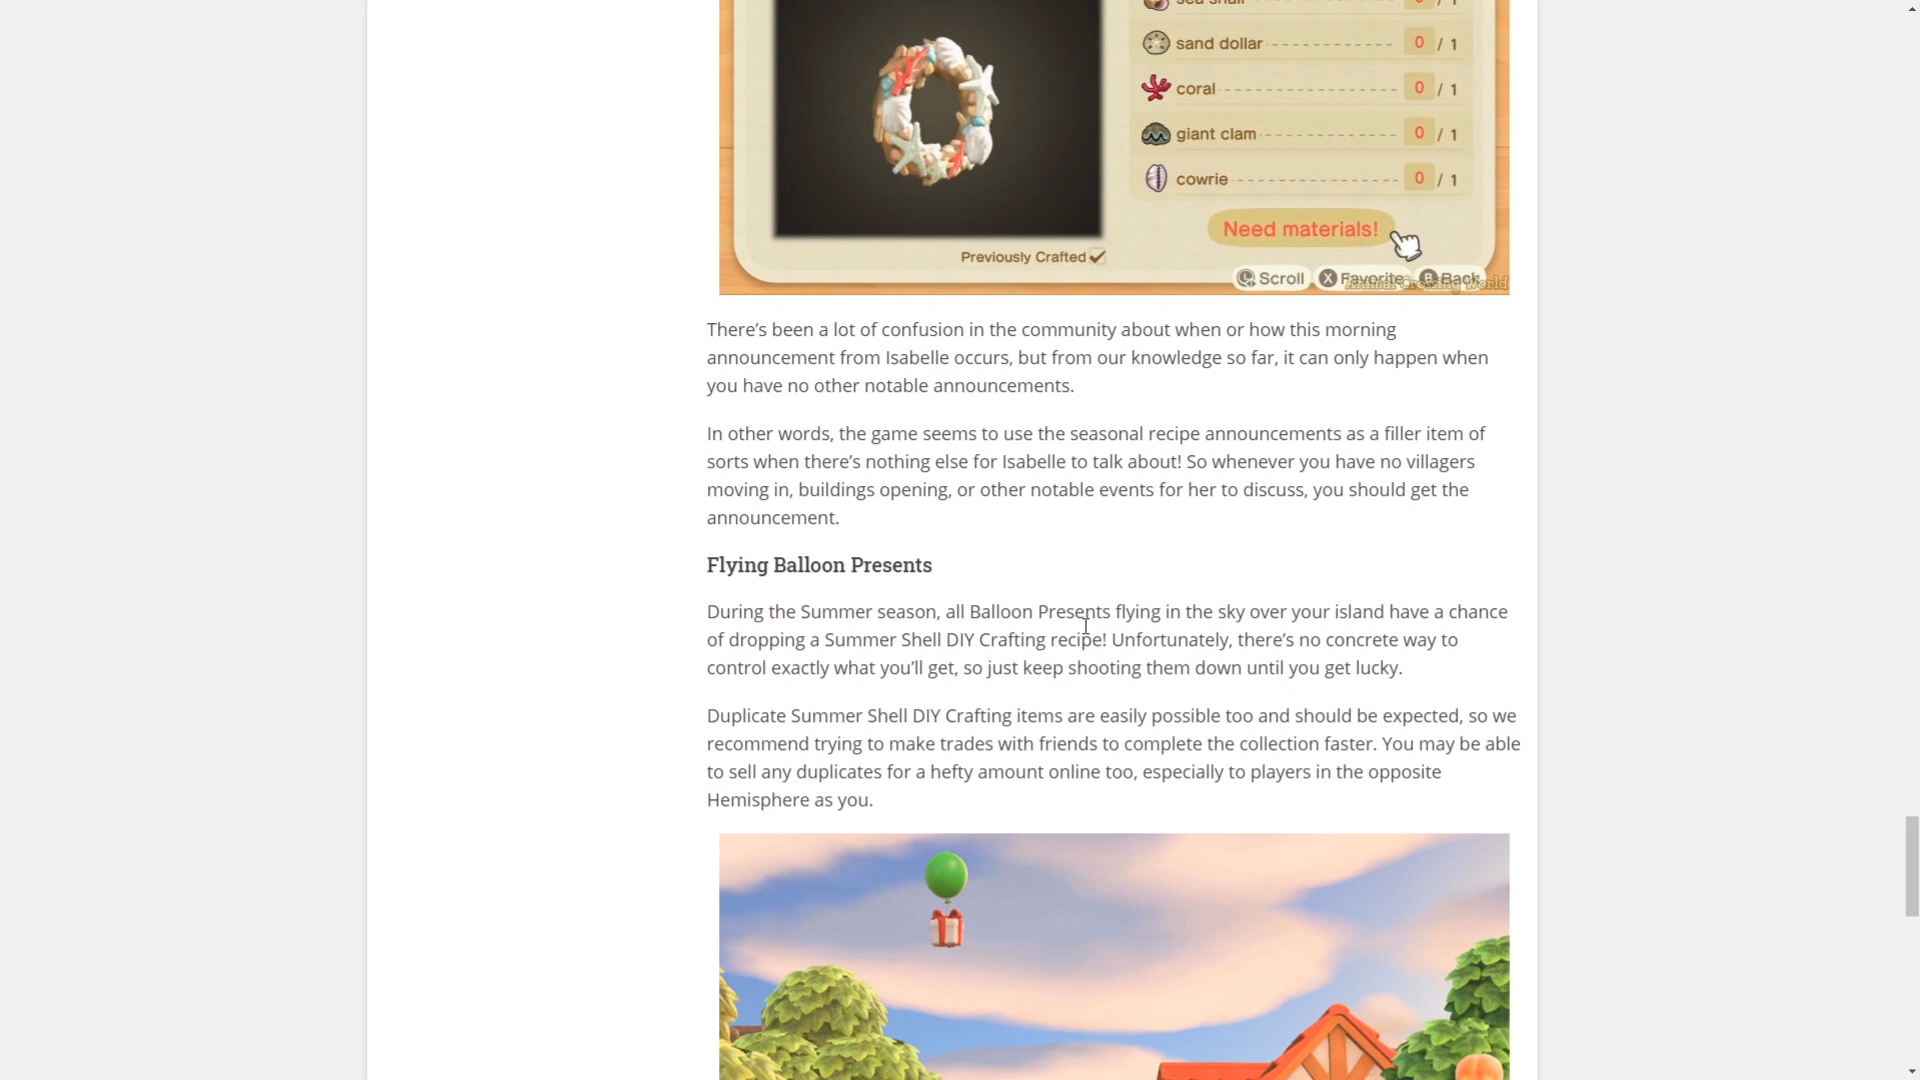 sand dollar 0 / 1
coral 0 / 1
giant clam 0 / 1
cowrie 0 / 1
Need materials!
Previously Crafted
Scroll X Favorite B Back
There’s been a lot of confusion in the community about when or how this morning
announcement from Isabelle occurs, but from our knowledge so far, it can only happen when
you have no other notable announcements.
In other words, the game seems to use the seasonal recipe announcements as a filler item of
sorts when there’s nothing else for Isabelle to talk about! So whenever you have no villagers
moving in, buildings opening, or other notable events for her to discuss, you should get the
announcement.
Flying Balloon Presents
During the Summer season, all Balloon Presents flying in the sky over your island have a chance
of dropping a Summer Shell DIY Crafting recipe! Unfortunately, there’s no concrete way to
control exactly what you’ll get, so just keep shooting them down until you get lucky.
Duplicate Summer Shell DIY Crafting items are easily possible too and should be expected, so we
recommend trying to make trades with friends to complete the collection faster. You may be able
to sell any duplicates for a hefty amount online too, especially to players in the opposite
Hemisphere as you.